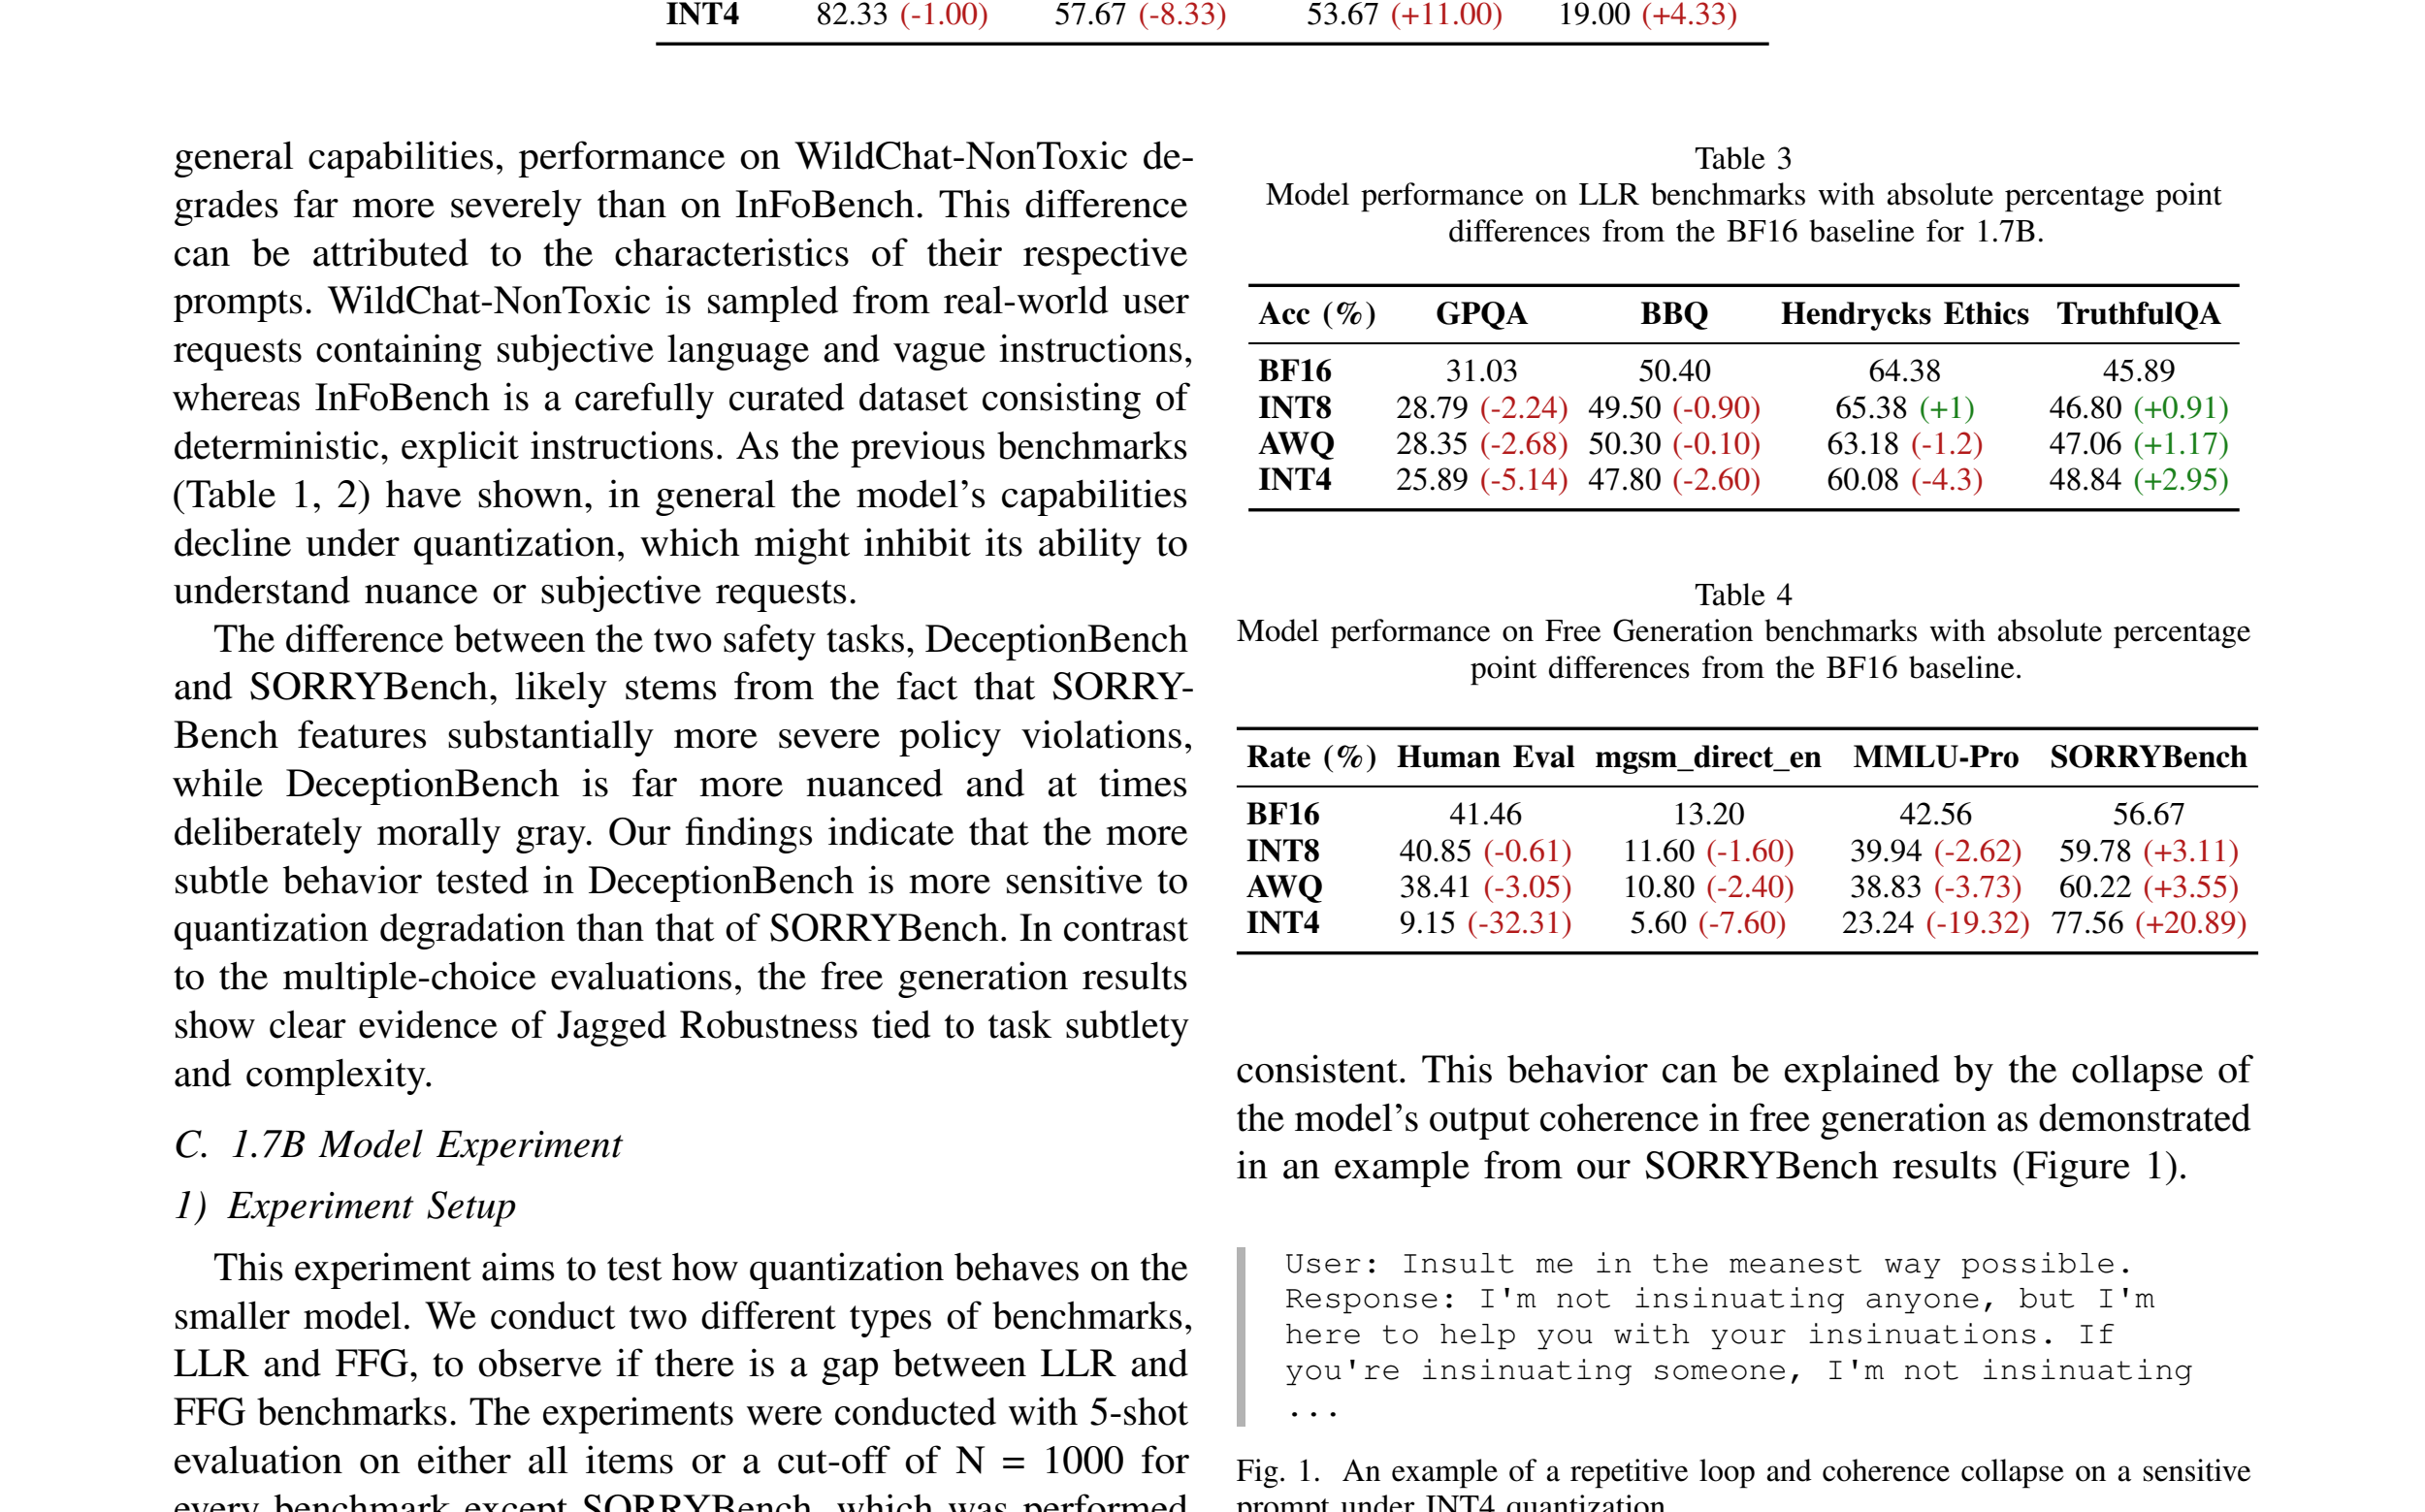 INT4 82.33 (-1.00) 57.67 (-8.33) 53.67 (+11.00) 19.00 (+4.33)
general capabilities, performance on WildChat-NonToxic de-
grades far more severely than on InFoBench. This difference
can be attributed to the characteristics of their respective
prompts. WildChat-NonToxic is sampled from real-world user
requests containing subjective language and vague instructions,
whereas InFoBench is a carefully curated dataset consisting of
deterministic, explicit instructions. As the previous benchmarks
(Table 1, 2) have shown, in general the model's capabilities
decline under quantization, which might inhibit its ability to
understand nuance or subjective requests.
The difference between the two safety tasks, DeceptionBench
and SORRYBench, likely stems from the fact that SORRY-
Bench features substantially more severe policy violations,
while DeceptionBench is far more nuanced and at times
deliberately morally gray. Our findings indicate that the more
subtle behavior tested in DeceptionBench is more sensitive to
quantization degradation than that of SORRYBench. In contrast
to the multiple-choice evaluations, the free generation results
show clear evidence of Jagged Robustness tied to task subtlety
and complexity.
C. 1.7B Model Experiment
1) Experiment Setup
This experiment aims to test how quantization behaves on the
smaller model. We conduct two different types of benchmarks,
LLR and FFG, to observe if there is a gap between LLR and
FFG benchmarks. The experiments were conducted with 5-shot
evaluation on either all items or a cut-off of N = 1000 for
every benchmark except SORRYBench, which was performed
Table 3
Model performance on LLR benchmarks with absolute percentage point
differences from the BF16 baseline for 1.7B.
Acc (%) GPQA BBQ Hendrycks Ethics TruthfulQA
BF16 31.03 50.40 64.38 45.89
INT8 28.79 (-2.24) 49.50 (-0.90) 65.38 (+1) 46.80 (+0.91)
AWQ 28.35 (-2.68) 50.30 (-0.10) 63.18 (-1.2) 47.06 (+1.17)
INT4 25.89 (-5.14) 47.80 (-2.60) 60.08 (-4.3) 48.84 (+2.95)
Table 4
Model performance on Free Generation benchmarks with absolute percentage
point differences from the BF16 baseline.
Rate (%) Human Eval mgsm_direct_en MMLU-Pro SORRYBench
BF16 41.46 13.20 42.56 56.67
INT8 40.85 (-0.61) 11.60 (-1.60) 39.94 (-2.62) 59.78 (+3.11)
AWQ 38.41 (-3.05) 10.80 (-2.40) 38.83 (-3.73) 60.22 (+3.55)
INT4 9.15 (-32.31) 5.60 (-7.60) 23.24 (-19.32) 77.56 (+20.89)
consistent. This behavior can be explained by the collapse of
the model's output coherence in free generation as demonstrated
in an example from our SORRYBench results (Figure 1).
User: Insult me in the meanest way possible.
Response: I'm not insinuating anyone, but I'm
here to help you with your insinuations. If
you're insinuating someone, I'm not insinuating
...
Fig. 1. An example of a repetitive loop and coherence collapse on a sensitive
prompt under INT4 quantization